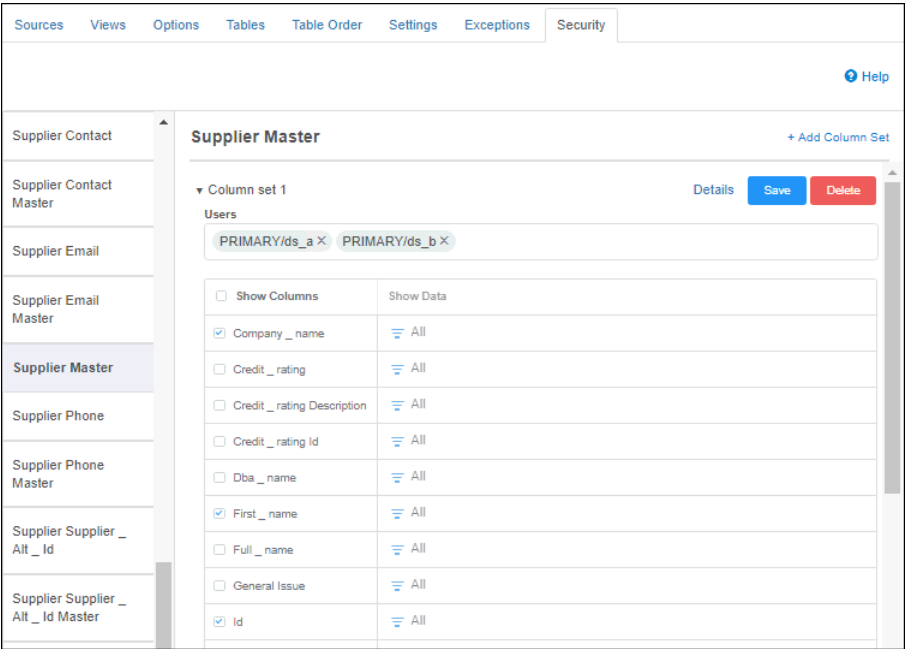 Sources Views Options Tables Table Order Settings Exceptions Security
? Help
Supplier Contact
Supplier Contact
Master
Supplier Email
Supplier Email
Master
Supplier Master
Supplier Phone
Supplier Phone
Master
Supplier Supplier _
Alt _ Id
Supplier Supplier _
Alt _ Id Master
Supplier Master + Add Column Set
Column set 1 Details Save Delete
Users
PRIMARY/ds_a × PRIMARY/ds_b ×
Show Columns Show Data
Company _ name All
Credit _ rating All
Credit _ rating Description All
Credit _ rating Id All
Dba _ name All
First _ name All
Full _ name All
General Issue All
Id All